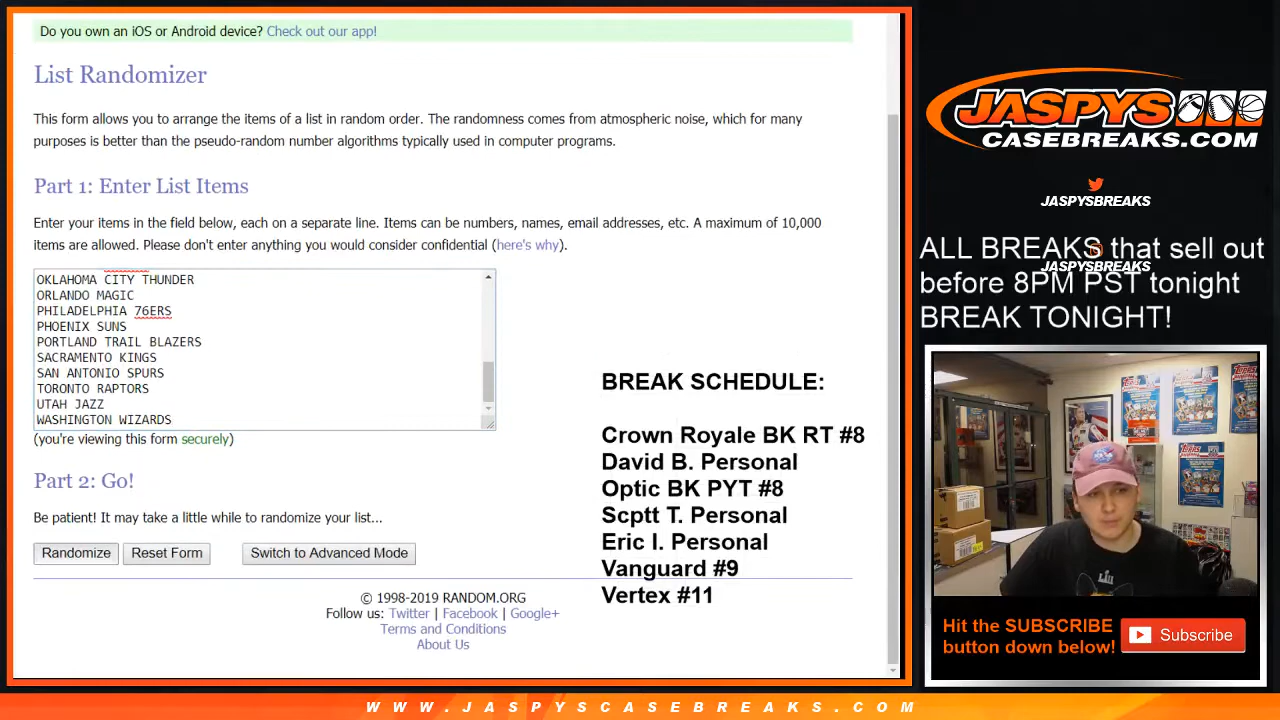 Do you own an iOS or Android device? Check out our app!
List Randomizer
This form allows you to arrange the items of a list in random order. The randomness comes from atmospheric noise, which for many
purposes is better than the pseudo-random number algorithms typically used in computer programs.
Part 1: Enter List Items
Enter your items in the field below, each on a separate line. Items can be numbers, names, email addresses, etc. A maximum of 10,000
items are allowed. Please don't enter anything you would consider confidential (here's why).
OKLAHOMA CITY THUNDER
ORLANDO MAGIC
PHILADELPHIA 76ERS
PHOENIX SUNS
PORTLAND TRAIL BLAZERS
SACRAMENTO KINGS
SAN ANTONIO SPURS
TORONTO RAPTORS
UTAH JAZZ
WASHINGTON WIZARDS
(you're viewing this form securely)
Part 2: Go!
Be patient! It may take a little while to randomize your list...
Randomize Reset Form Switch to Advanced Mode
© 1998-2019 RANDOM.ORG
Follow us: Twitter | Facebook | Google+
Terms and Conditions
About Us
BREAK SCHEDULE:
Crown Royale BK RT #8
David B. Personal
Optic BK PYT #8
Scptt T. Personal
Eric I. Personal
Vanguard #9
Vertex #11
JASPYS
CASEBREAKS.COM
JASPYSBREAKS
ALL BREAKS that sell out
JASPYSBREAKS
before 8PM PST tonight
BREAK TONIGHT!
Topps
Topps
Topps
LII
Hit the SUBSCRIBE
button down below!
Subscribe
WWW.JASPYSCASEBREAKS.COM